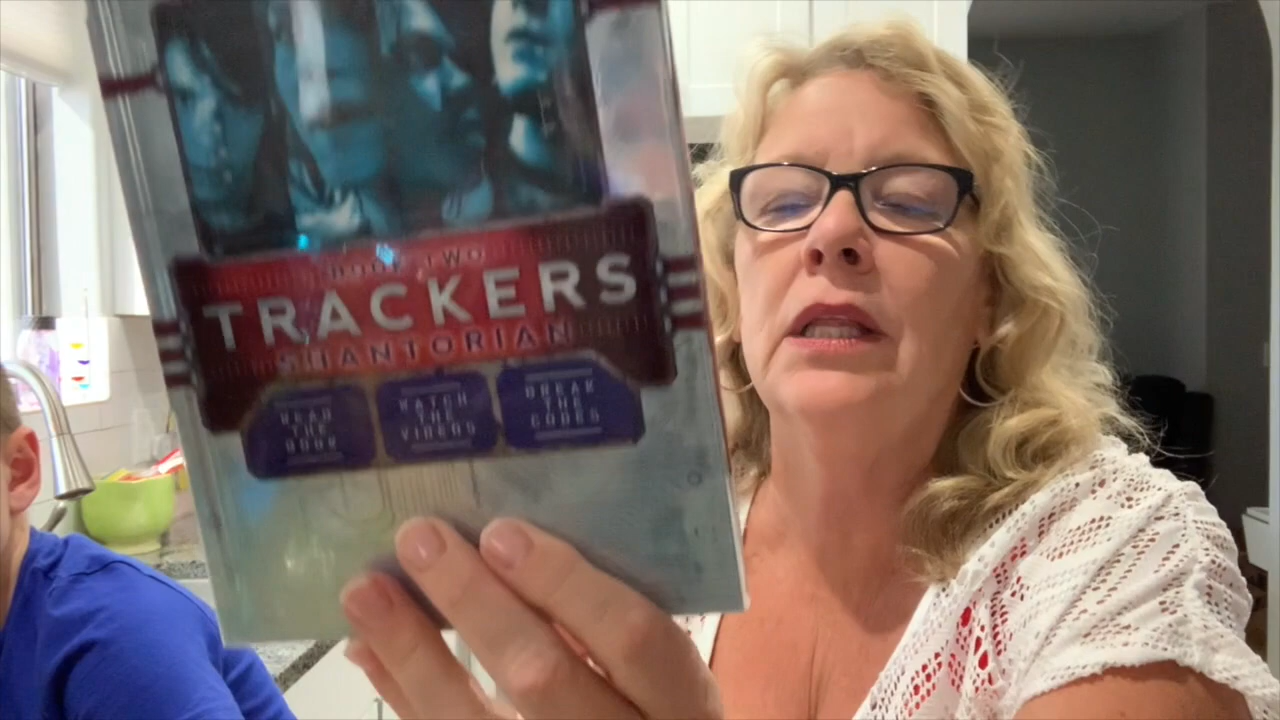 BOOK TWO
TRACKERS
SHANTORIAN
READ
THE
BOOK
WATCH
THE
VIDEOS
BREAK
THE
CODES